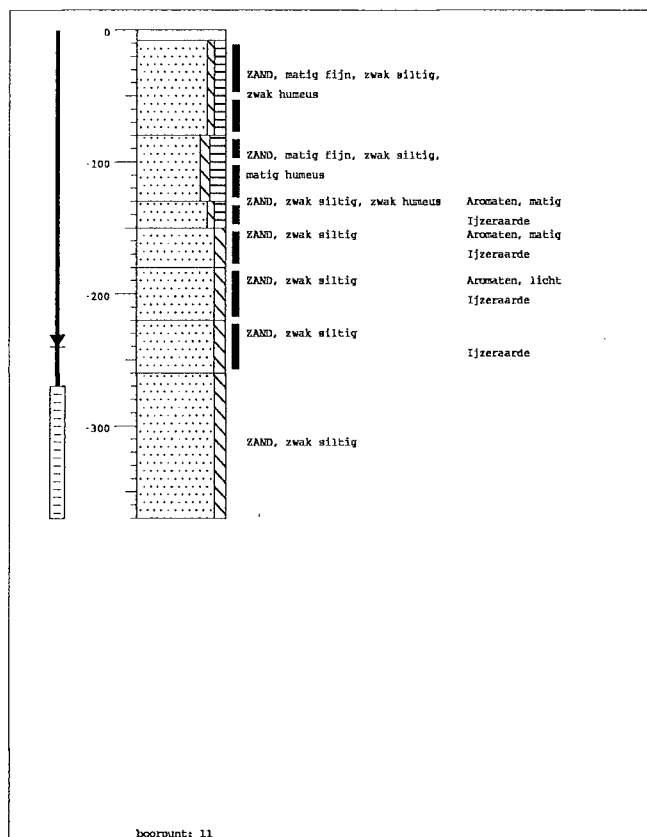 0
ZAND, matig fijn, zwak siltig,
zwak humeus
-100
ZAND, matig fijn, zwak siltig,
matig humeus
ZAND, zwak siltig, zwak humeus Aromaten, matig
Ijzeraarde
ZAND, zwak siltig Aromaten, matig
Ijzeraarde
ZAND, zwak siltig Aromaten, licht
-200
Ijzeraarde
ZAND, zwak siltig
Ijzeraarde
-300
ZAND, zwak siltig
boorpunt: 11